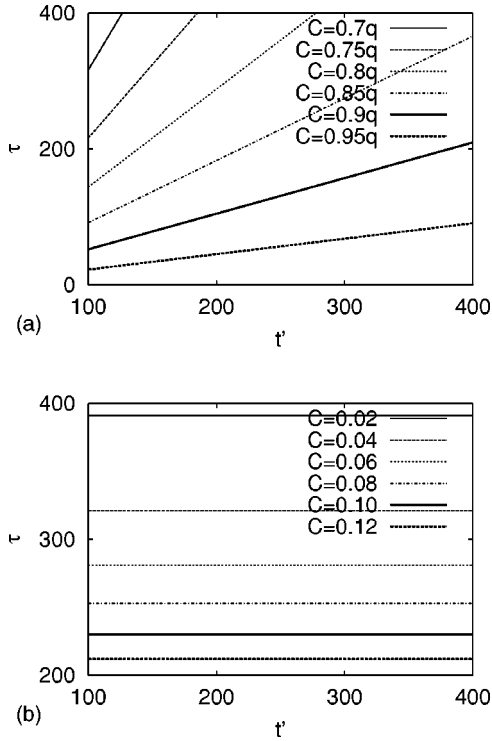 400
200
0
τ
C=0.7q
C=0.75q
C=0.8q
C=0.85q
C=0.9q
C=0.95q
100 200 300 400
(a)
t'
400
300
200
τ
C=0.02
C=0.04
C=0.06
C=0.08
C=0.10
C=0.12
100 200 300 400
(b)
t'